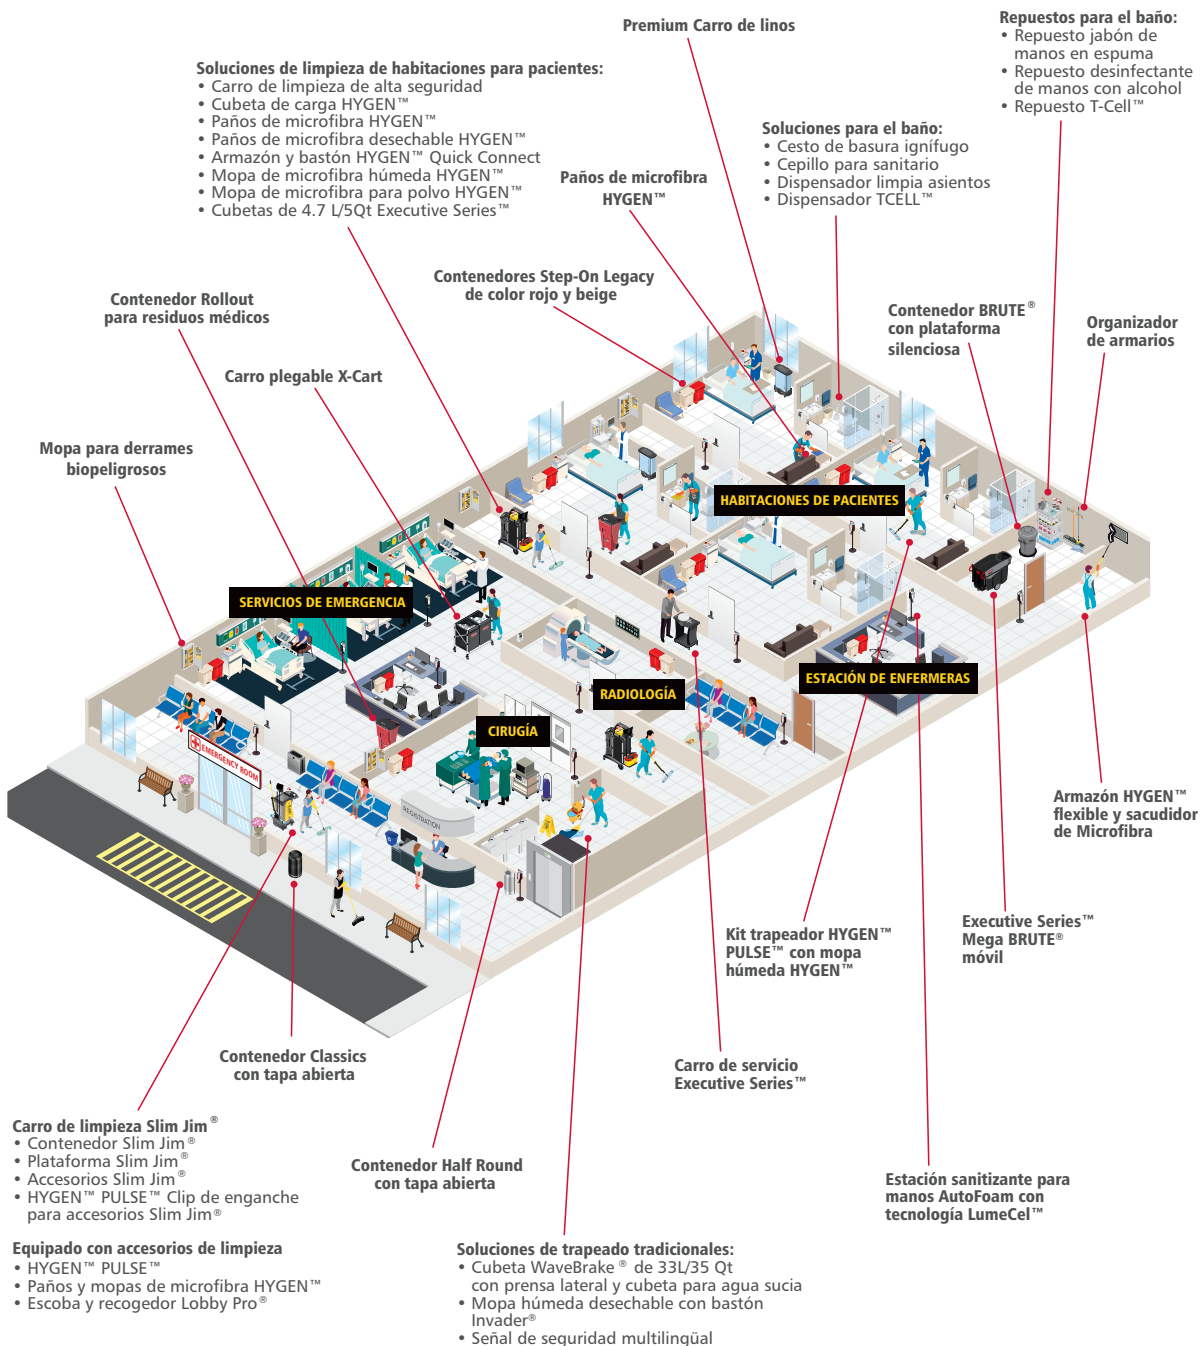 Premium Carro de linos
Repuestos para el baño:
• Repuesto jabón de
manos en espuma
• Repuesto desinfectante
de manos con alcohol
• Repuesto T-Cell™
Soluciones de limpieza de habitaciones para pacientes:
• Carro de limpieza de alta seguridad
• Cubeta de carga HYGEN™
• Paños de microfibra HYGEN™
• Paños de microfibra desechable HYGEN™
• Armazón y bastón HYGEN™ Quick Connect
• Mopa de microfibra húmeda HYGEN™
• Mopa de microfibra para polvo HYGEN™
• Cubetas de 4.7 L/5Qt Executive Series™
Soluciones para el baño:
• Cesto de basura ignífugo
• Cepillo para sanitario
• Dispensador limpia asientos
• Dispensador TCELL™
Paños de microfibra
HYGEN™
Contenedores Step-On Legacy
de color rojo y beige
Contenedor Rollout
para residuos médicos
Contenedor BRUTE®
con plataforma
silenciosa
Organizador
de armarios
Carro plegable X-Cart
Mopa para derrames
biopeligrosos
HABITACIONES DE PACIENTES
SERVICIOS DE EMERGENCIA
ESTACIÓN DE ENFERMERAS
RADIOLOGÍA
CIRUGÍA
EMERGENCY ROOM
REGISTRATION
Armazón HYGEN™
flexible y sacudidor
de Microfibra
Executive Series™
Mega BRUTE®
móvil
Kit trapeador HYGEN™
PULSE™ con mopa
húmeda HYGEN™
Contenedor Classics
con tapa abierta
Carro de servicio
Executive Series™
Carro de limpieza Slim Jim®
• Contenedor Slim Jim®
• Plataforma Slim Jim®
• Accesorios Slim Jim®
• HYGEN™ PULSE™ Clip de enganche
para accesorios Slim Jim®
Contenedor Half Round
con tapa abierta
Estación sanitizante para
manos AutoFoam con
tecnología LumeCel™
Equipado con accesorios de limpieza
• HYGEN™ PULSE™
• Paños y mopas de microfibra HYGEN™
• Escoba y recogedor Lobby Pro®
Soluciones de trapeado tradicionales:
• Cubeta WaveBrake® de 33L/35 Qt
con prensa lateral y cubeta para agua sucia
• Mopa húmeda desechable con bastón
Invader®
• Señal de seguridad multilingüal